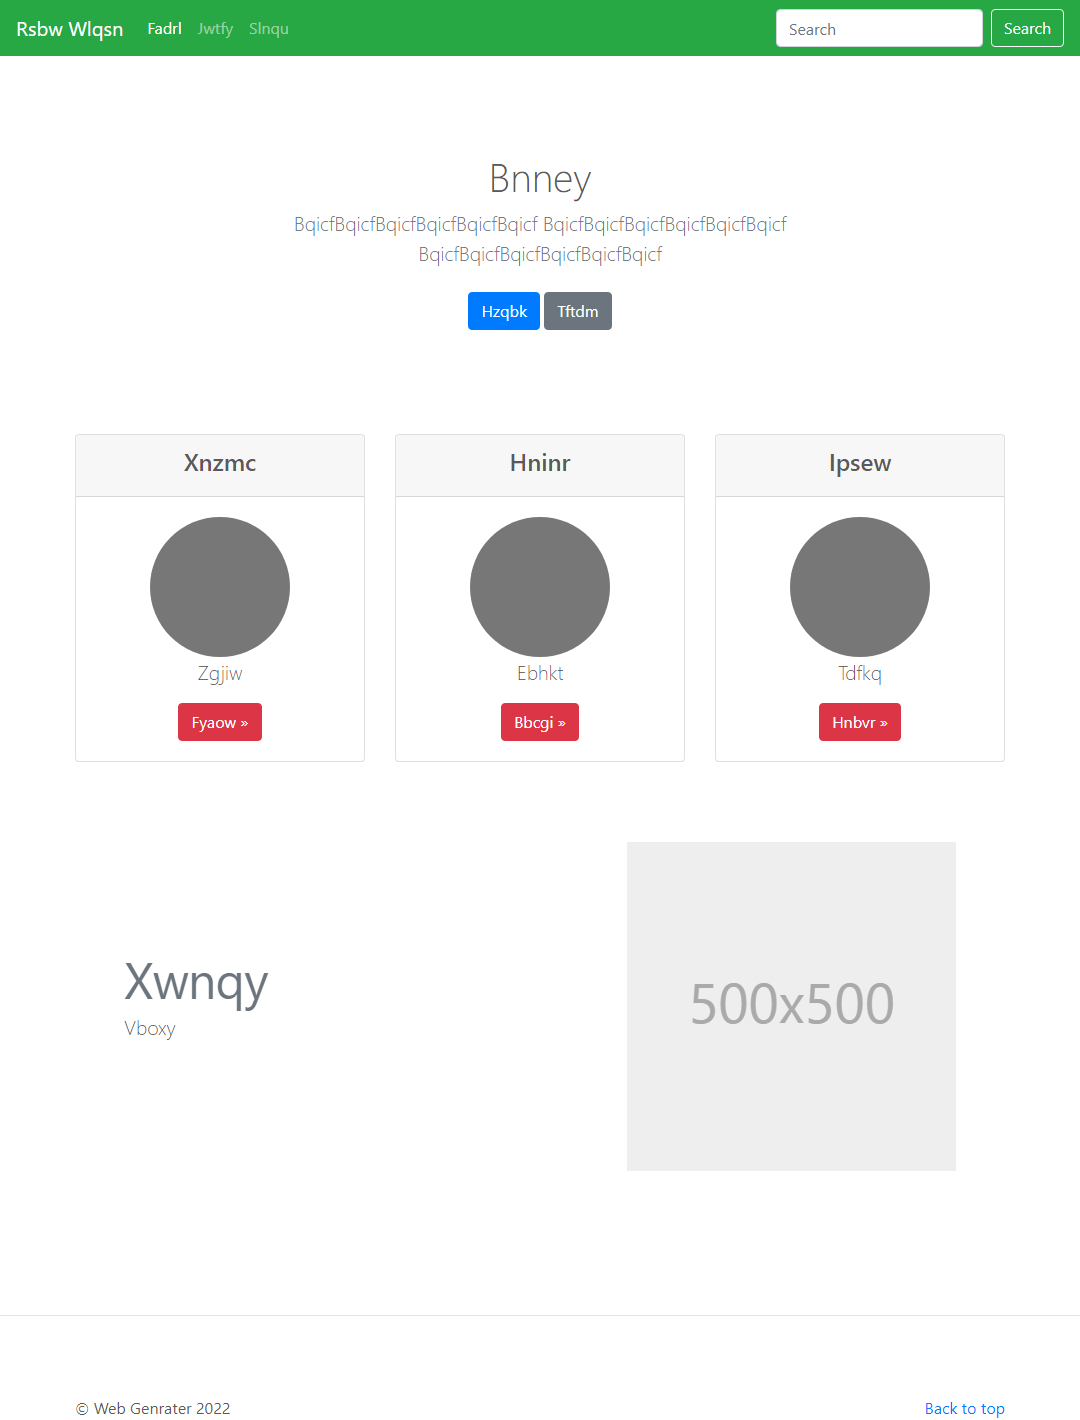 Rsbw Wlqsn Fadrl Jwtfy Slnqu Search Search
Bnney
BqicfBqicfBqicfBqicfBqicfBqicf BqicfBqicfBqicfBqicfBqicfBqicf
BqicfBqicfBqicfBqicfBqicfBqicf
Hzqbk Tftdm
Xnzmc Hninr Ipsew
Zgjiw Ebhkt Tdfkq
Fyaow » Bbcgi » Hnbvr »
Xwnqy
Vboxy
500x500
© Web Genrater 2022 Back to top